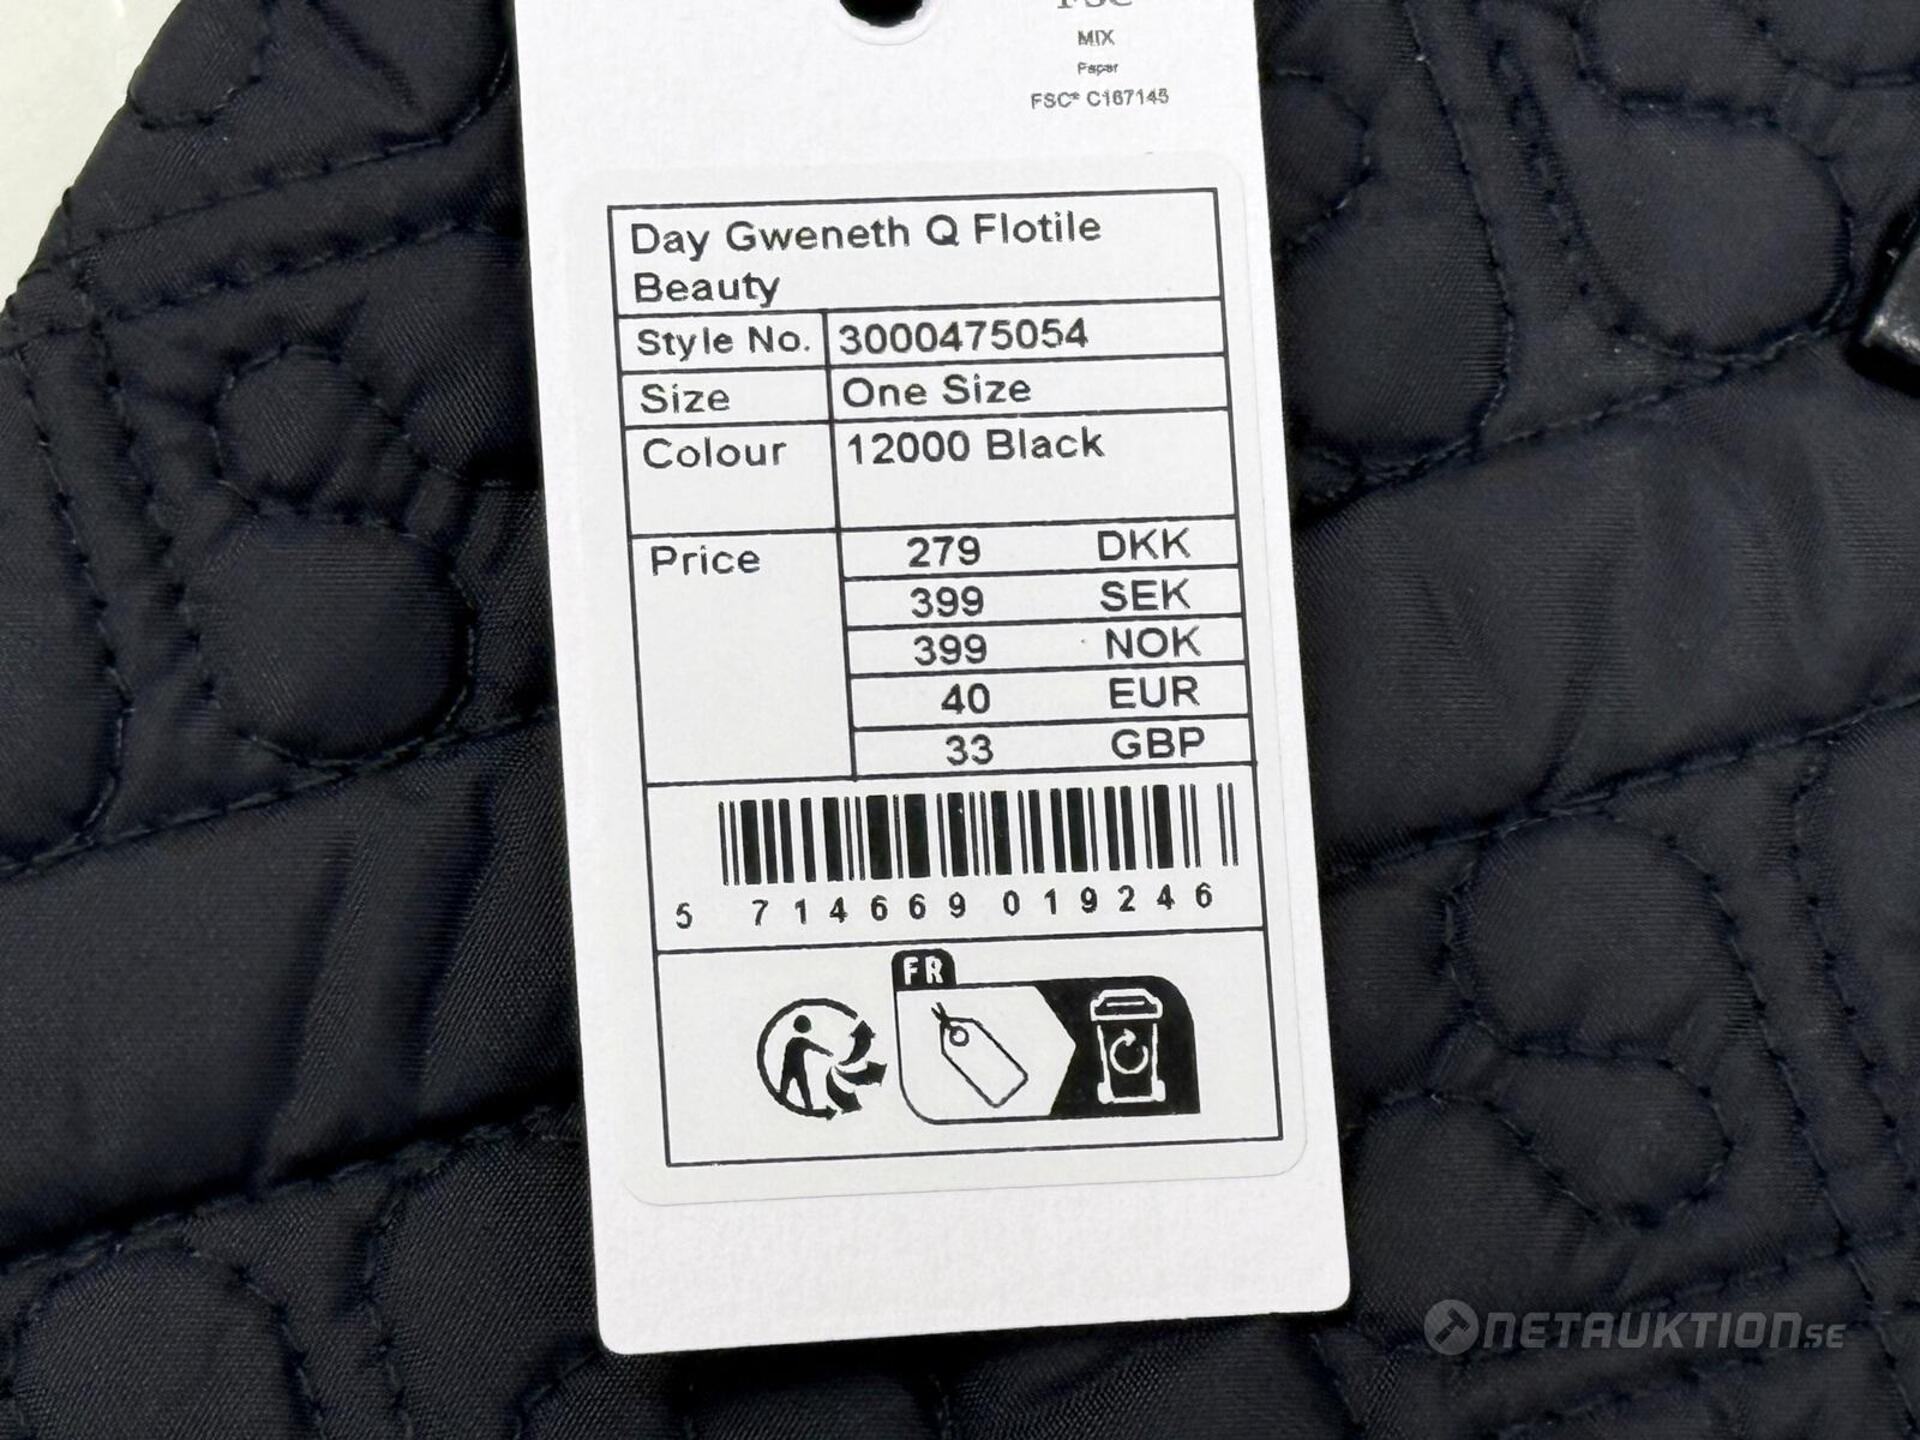 FSC
MIX
Paper
FSC® C167145
Day Gweneth Q Flotile
Beauty
Style No. 3000475054
Size One Size
Colour 12000 Black
Price 279 DKK
399 SEK
399 NOK
40 EUR
33 GBP
5 714669 019246
FR
NETAUKTION.SE